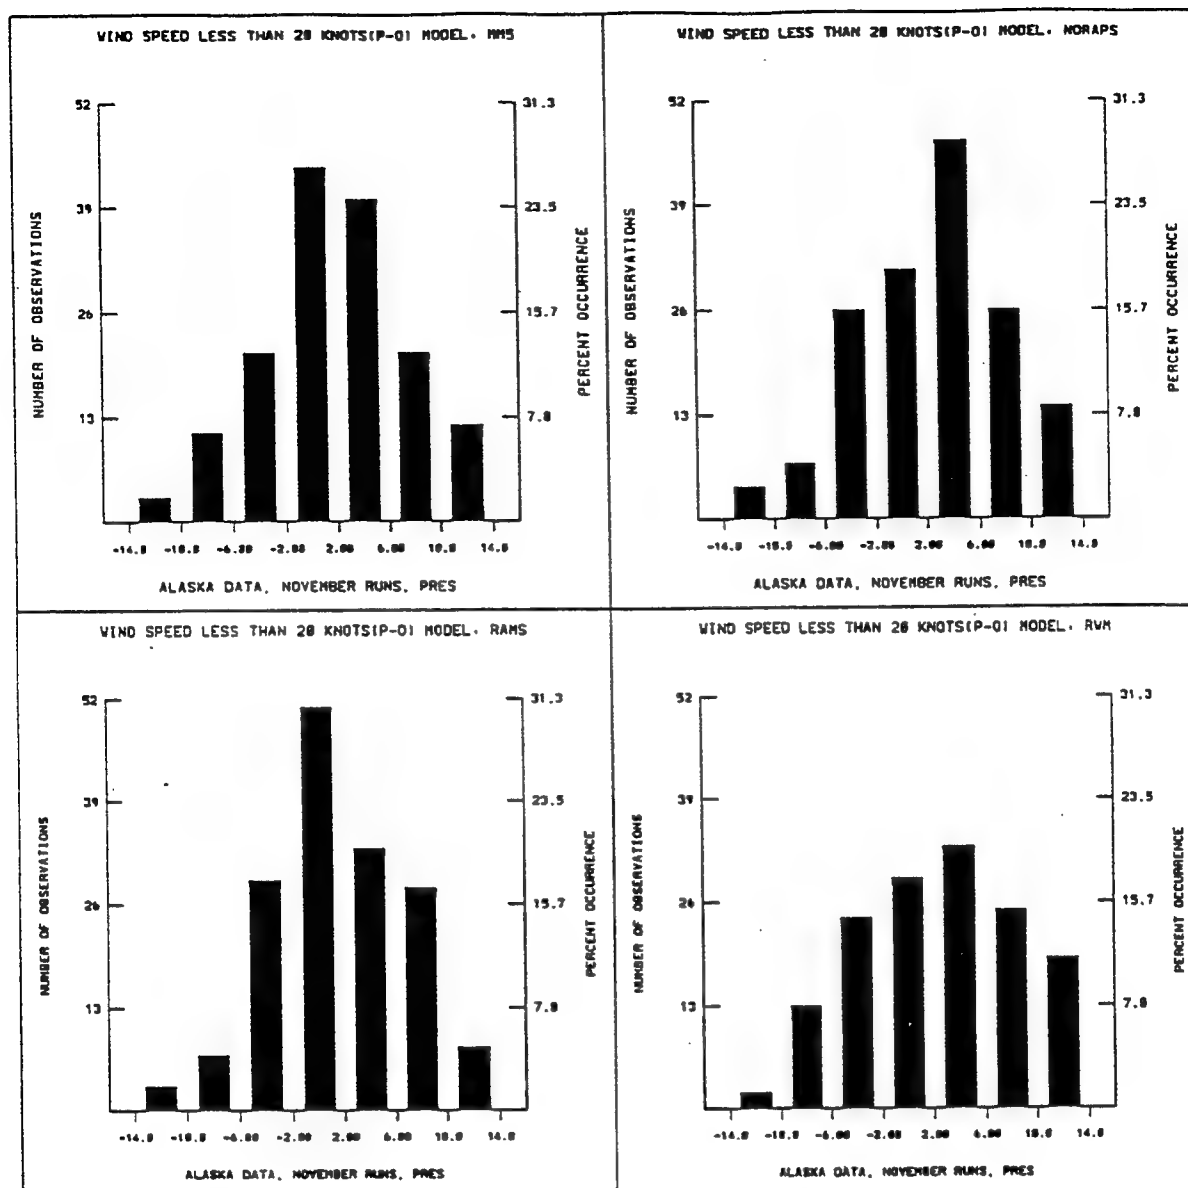 WIND SPEED LESS THAN 20 KNOTS(P-O) MODEL. MM5
52
39
26
13
31.3
23.5
15.7
7.8
NUMBER OF OBSERVATIONS
PERCENT OCCURRENCE
-14.0 -10.0 -6.00 -2.00 2.00 6.00 10.0 14.0
ALASKA DATA, NOVEMBER RUNS, PRES
WIND SPEED LESS THAN 20 KNOTS(P-O) MODEL. NORAPS
52
39
26
13
31.3
23.5
15.7
7.8
NUMBER OF OBSERVATIONS
PERCENT OCCURRENCE
-14.0 -10.0 -6.00 -2.00 2.00 6.00 10.0 14.0
ALASKA DATA, NOVEMBER RUNS, PRES
WIND SPEED LESS THAN 20 KNOTS(P-O) MODEL. RAMS
52
39
26
13
31.3
23.5
15.7
7.8
NUMBER OF OBSERVATIONS
PERCENT OCCURRENCE
-14.0 -10.0 -6.00 -2.00 2.00 6.00 10.0 14.0
ALASKA DATA, NOVEMBER RUNS, PRES
WIND SPEED LESS THAN 20 KNOTS(P-O) MODEL. RWM
52
39
26
13
31.3
23.5
15.7
7.8
NUMBER OF OBSERVATIONS
PERCENT OCCURRENCE
-14.0 -10.0 -6.00 -2.00 2.00 6.00 10.0 14.0
ALASKA DATA, NOVEMBER RUNS, PRES